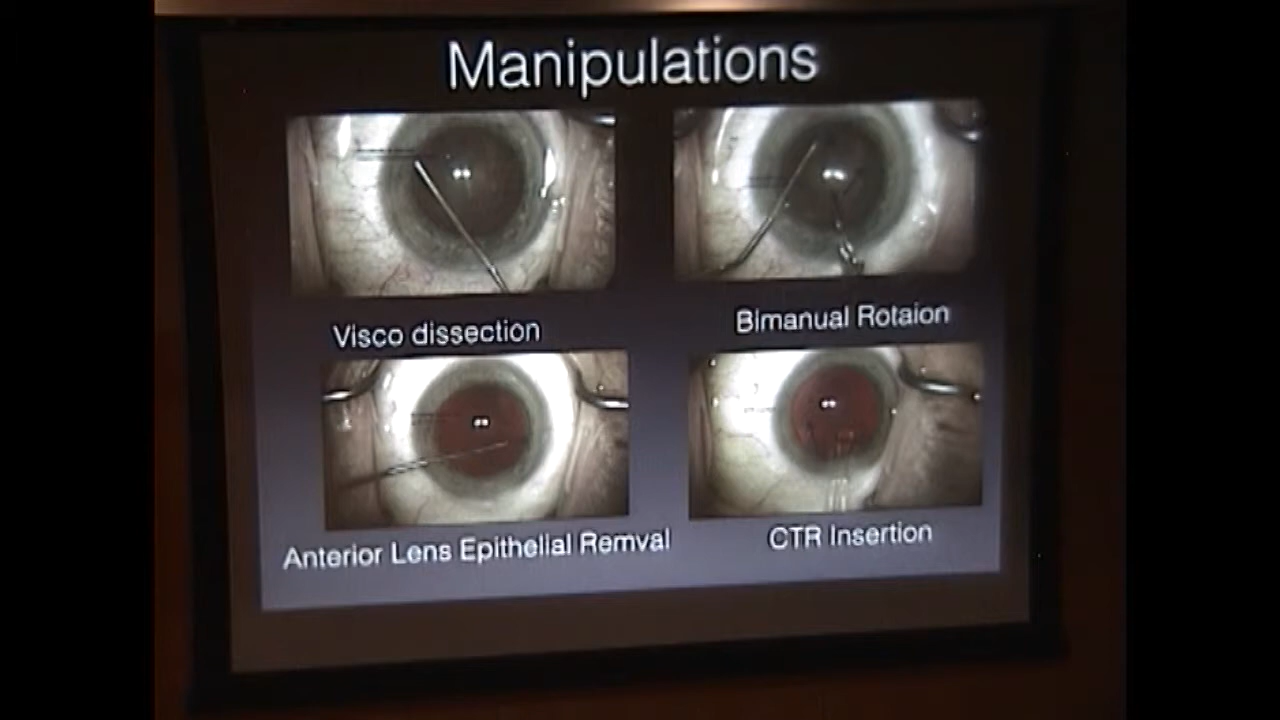 Manipulations
Visco dissection
Bimanual Rotaion
Anterior Lens Epithelial Remval
CTR Insertion